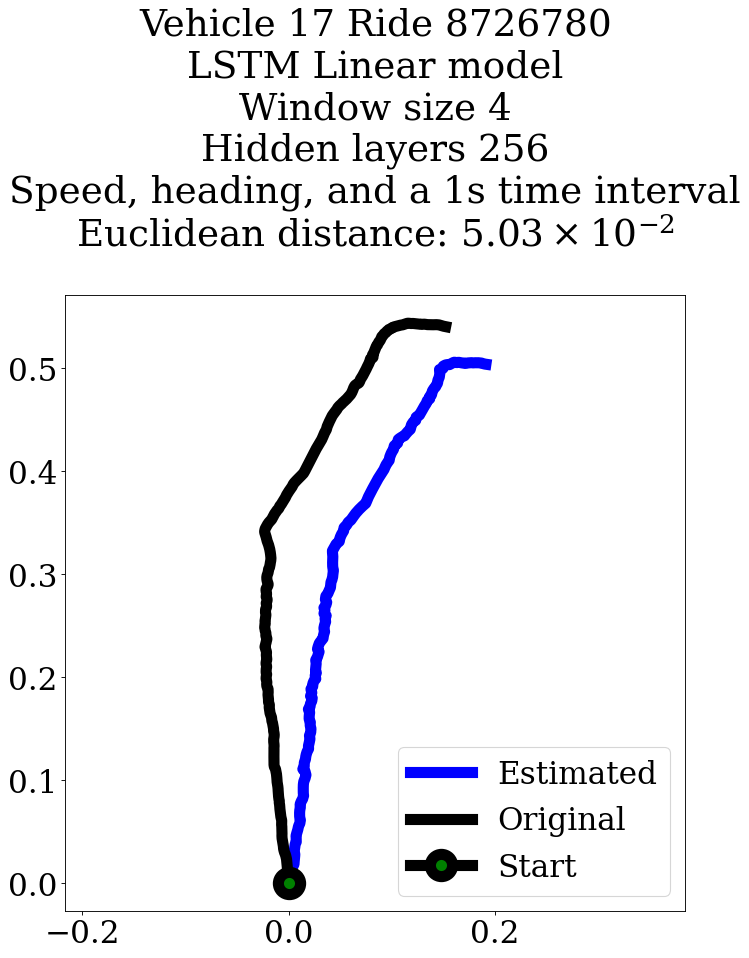 Vehicle 17 Ride 8726780
LSTM Linear model
Window size 4
Hidden layers 256
Speed, heading, and a 1s time interval
Euclidean distance: 5.03 × 10⁻²
0.5
0.4
0.3
0.2
0.1
0.0
−0.2 0.0 0.2
Estimated
Original
Start